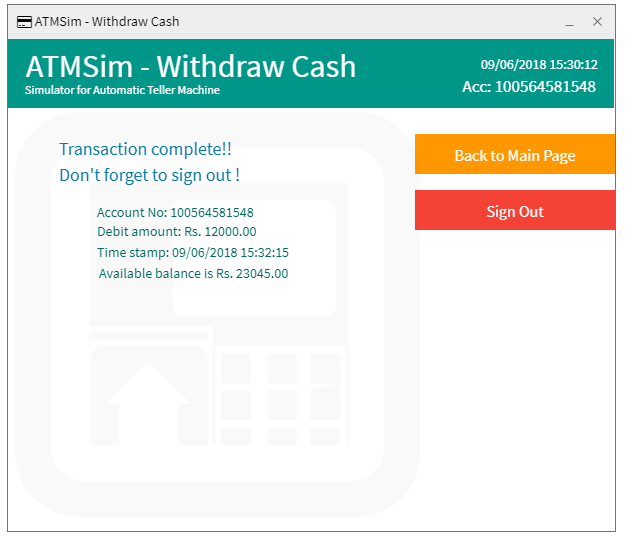 ATMSim - Withdraw Cash
ATMSim - Withdraw Cash
Simulator for Automatic Teller Machine
09/06/2018 15:30:12
Acc: 100564581548
Transaction complete!!
Don't forget to sign out !
Account No: 100564581548
Debit amount: Rs. 12000.00
Time stamp: 09/06/2018 15:32:15
Available balance is Rs. 23045.00
Back to Main Page
Sign Out